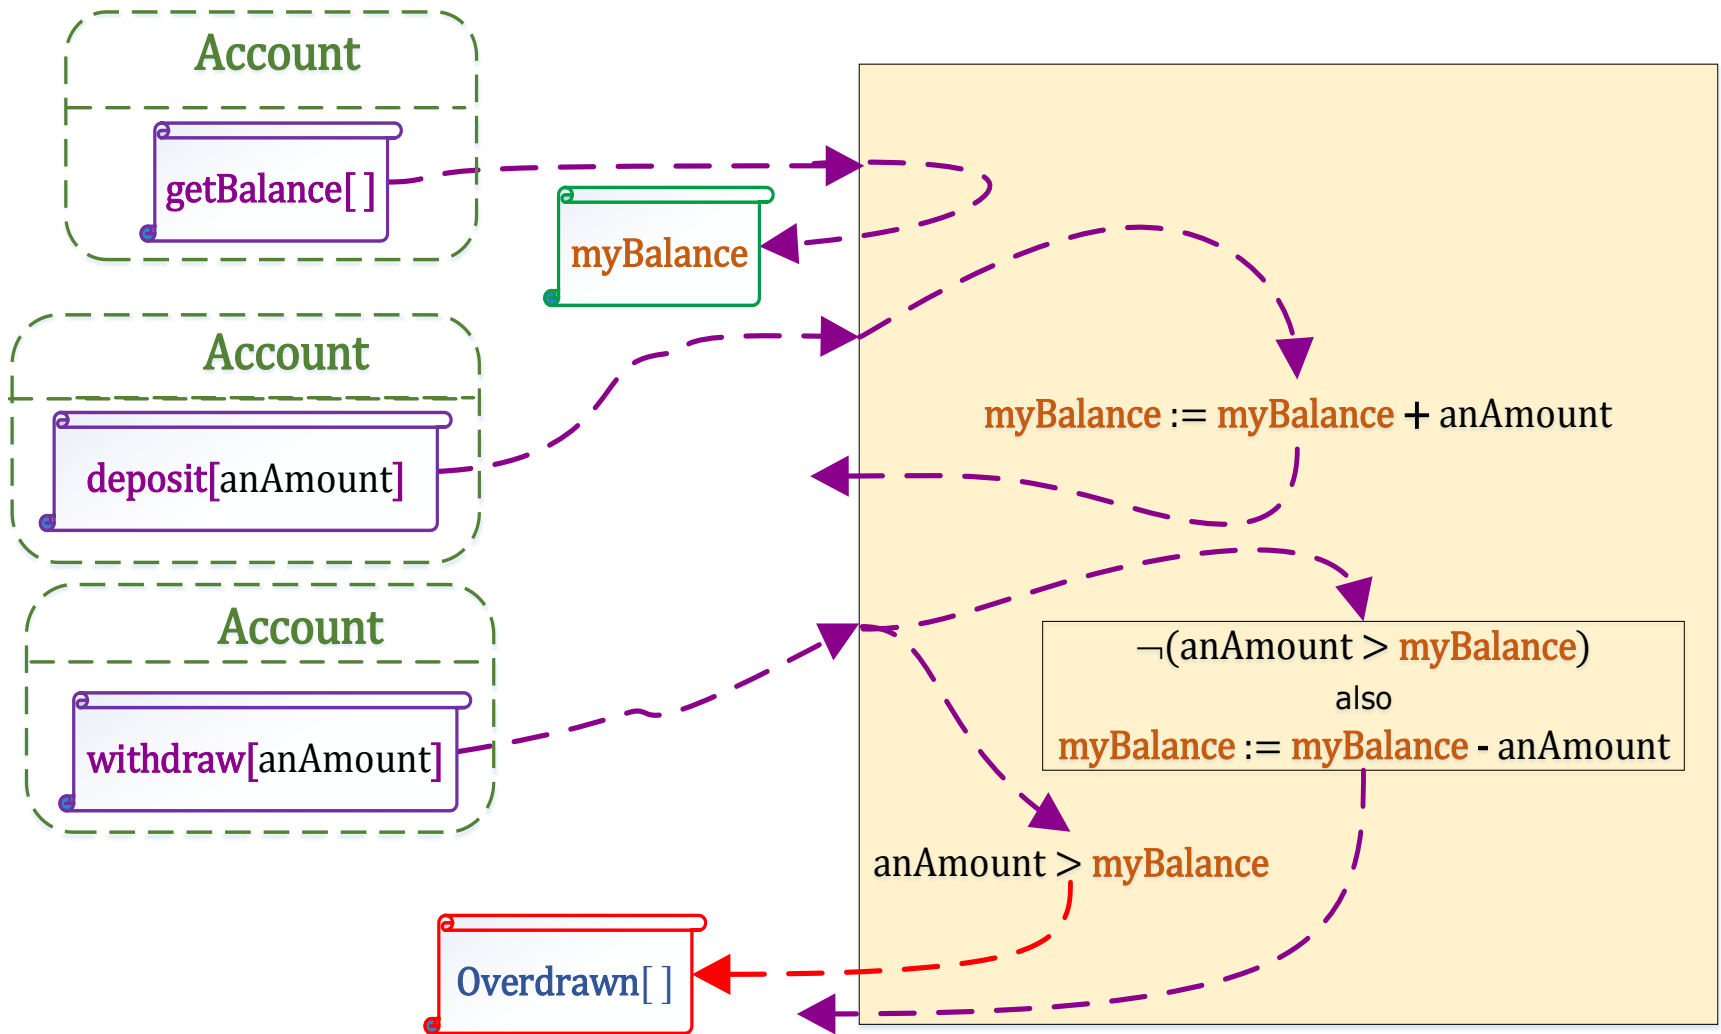 Account
getBalance[ ]
myBalance
Account
deposit[anAmount]
myBalance := myBalance + anAmount
Account
withdraw[anAmount]
¬(anAmount > myBalance)
also
myBalance := myBalance - anAmount
anAmount > myBalance
Overdrawn[ ]